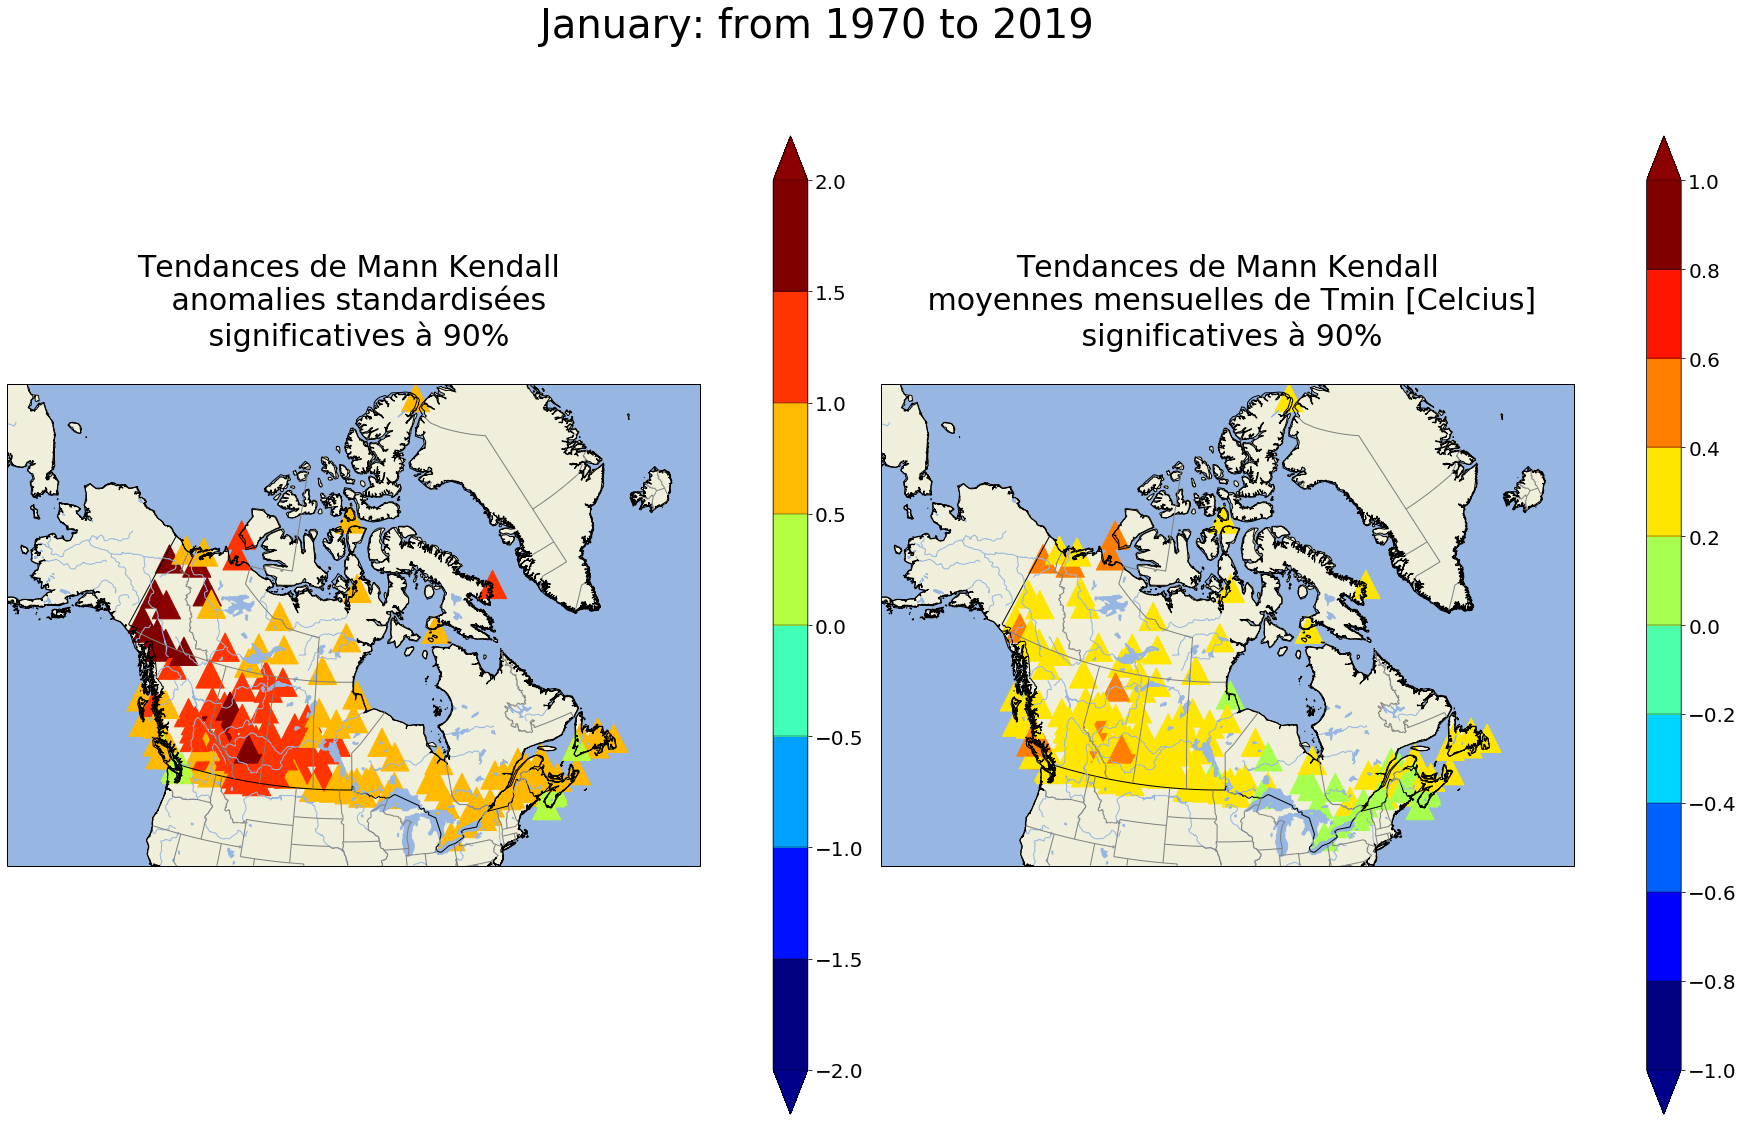 January: from 1970 to 2019
Tendances de Mann Kendall
anomalies standardisées
significatives à 90%
2.0
1.5
1.0
0.5
0.0
−0.5
−1.0
−1.5
−2.0
Tendances de Mann Kendall
moyennes mensuelles de Tmin [Celcius]
significatives à 90%
1.0
0.8
0.6
0.4
0.2
0.0
−0.2
−0.4
−0.6
−0.8
−1.0